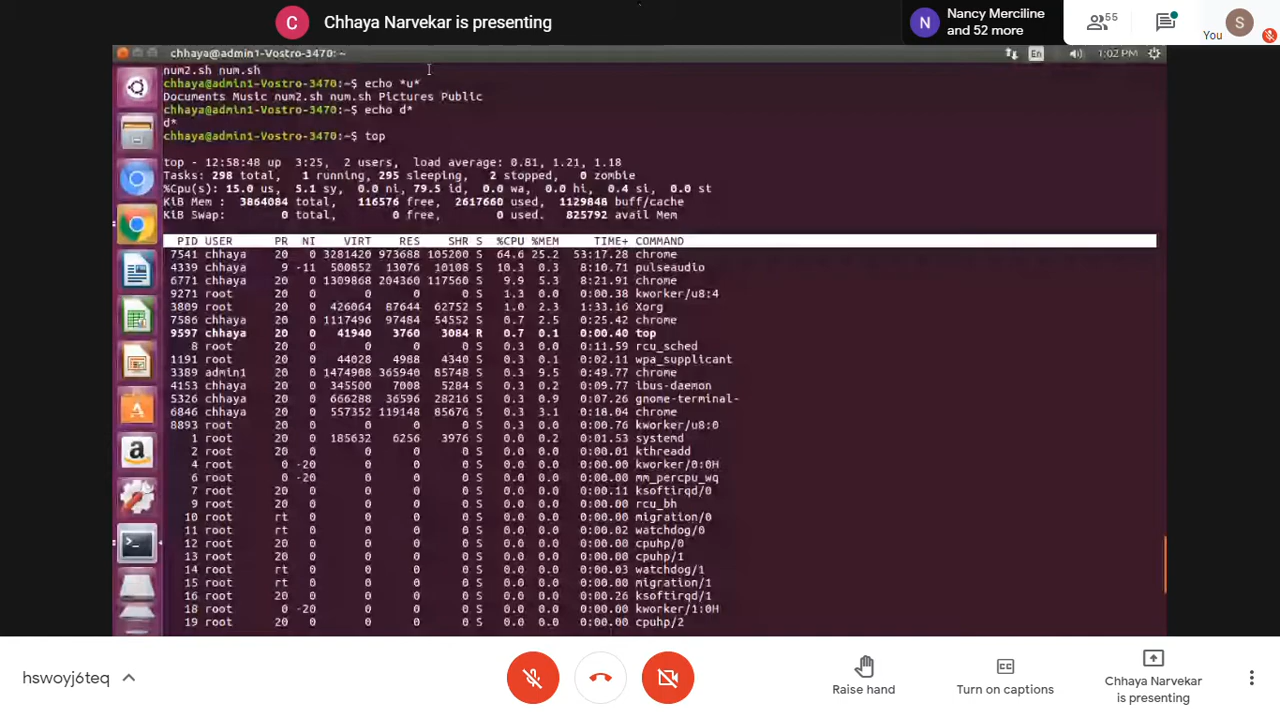 C Chhaya Narvekar is presenting
N Nancy Merciline
and 52 more
55
You
S
chhaya@admin1-Vostro-3470: ~
En 1:02 PM
num2.sh num.sh
chhaya@admin1-Vostro-3470:~$ echo *u*
Documents Music num2.sh num.sh Pictures Public
chhaya@admin1-Vostro-3470:~$ echo d*
d*
chhaya@admin1-Vostro-3470:~$ top
top - 12:58:48 up 3:25, 2 users, load average: 0.81, 1.21, 1.18
Tasks: 298 total, 1 running, 295 sleeping, 2 stopped, 0 zombie
%Cpu(s): 15.0 us, 5.1 sy, 0.0 ni, 79.5 id, 0.0 wa, 0.0 hi, 0.4 si, 0.0 st
KiB Mem : 3864084 total, 116576 free, 2617660 used, 1129848 buff/cache
KiB Swap: 0 total, 0 free, 0 used. 825792 avail Mem
PID USER PR NI VIRT RES SHR S %CPU %MEM TIME+ COMMAND
7541 chhaya 20 0 3281420 973688 105200 S 64.6 25.2 53:17.28 chrome
4339 chhaya 9 -11 500852 13076 10108 S 10.3 0.3 8:10.71 pulseaudio
6771 chhaya 20 0 1309868 204360 117560 S 9.9 5.3 8:21.91 chrome
9271 root 20 0 0 0 0 S 1.3 0.0 0:00.38 kworker/u8:4
3809 root 20 0 426064 87644 62752 S 1.0 2.3 1:33.16 Xorg
7586 chhaya 20 0 1117496 97484 54552 S 0.7 2.5 0:25.42 chrome
9597 chhaya 20 0 41940 3760 3084 R 0.7 0.1 0:00.40 top
8 root 20 0 0 0 0 S 0.3 0.0 0:11.59 rcu_sched
1191 root 20 0 44028 4988 4340 S 0.3 0.1 0:02.11 wpa_supplicant
3389 admin1 20 0 1474908 365940 85748 S 0.3 9.5 0:49.77 chrome
4153 chhaya 20 0 345500 7008 5284 S 0.3 0.2 0:09.77 ibus-daemon
5326 chhaya 20 0 666288 36596 28216 S 0.3 0.9 0:07.26 gnome-terminal-
6846 chhaya 20 0 557352 119148 85676 S 0.3 3.1 0:18.04 chrome
8893 root 20 0 0 0 0 S 0.3 0.0 0:00.76 kworker/u8:0
1 root 20 0 185632 6256 3976 S 0.0 0.2 0:01.53 systemd
2 root 20 0 0 0 0 S 0.0 0.0 0:00.01 kthreadd
4 root 0 -20 0 0 0 S 0.0 0.0 0:00.00 kworker/0:0H
6 root 0 -20 0 0 0 S 0.0 0.0 0:00.00 mm_percpu_wq
7 root 20 0 0 0 0 S 0.0 0.0 0:00.11 ksoftirqd/0
9 root 20 0 0 0 0 S 0.0 0.0 0:00.00 rcu_bh
10 root rt 0 0 0 0 S 0.0 0.0 0:00.00 migration/0
11 root rt 0 0 0 0 S 0.0 0.0 0:00.02 watchdog/0
12 root 20 0 0 0 0 S 0.0 0.0 0:00.00 cpuhp/0
13 root 20 0 0 0 0 S 0.0 0.0 0:00.00 cpuhp/1
14 root rt 0 0 0 0 S 0.0 0.0 0:00.03 watchdog/1
15 root rt 0 0 0 0 S 0.0 0.0 0:00.00 migration/1
16 root 20 0 0 0 0 S 0.0 0.0 0:00.26 ksoftirqd/1
18 root 0 -20 0 0 0 S 0.0 0.0 0:00.00 kworker/1:0H
19 root 20 0 0 0 0 S 0.0 0.0 0:00.00 cpuhp/2
hswoyj6teq
Raise hand
Turn on captions
Chhaya Narvekar
is presenting